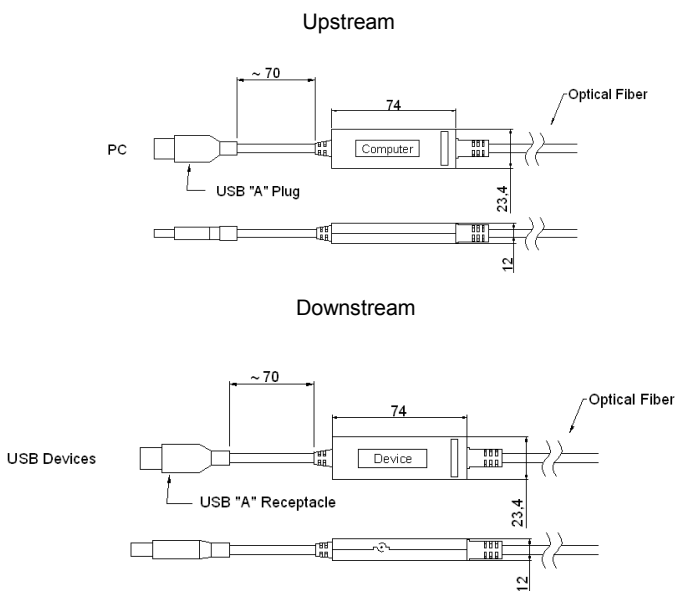 Upstream
~ 70
74
Optical Fiber
PC
Computer
USB "A" Plug
23,4
12
Downstream
~ 70
74
Optical Fiber
USB Devices
Device
USB "A" Receptacle
23,4
12